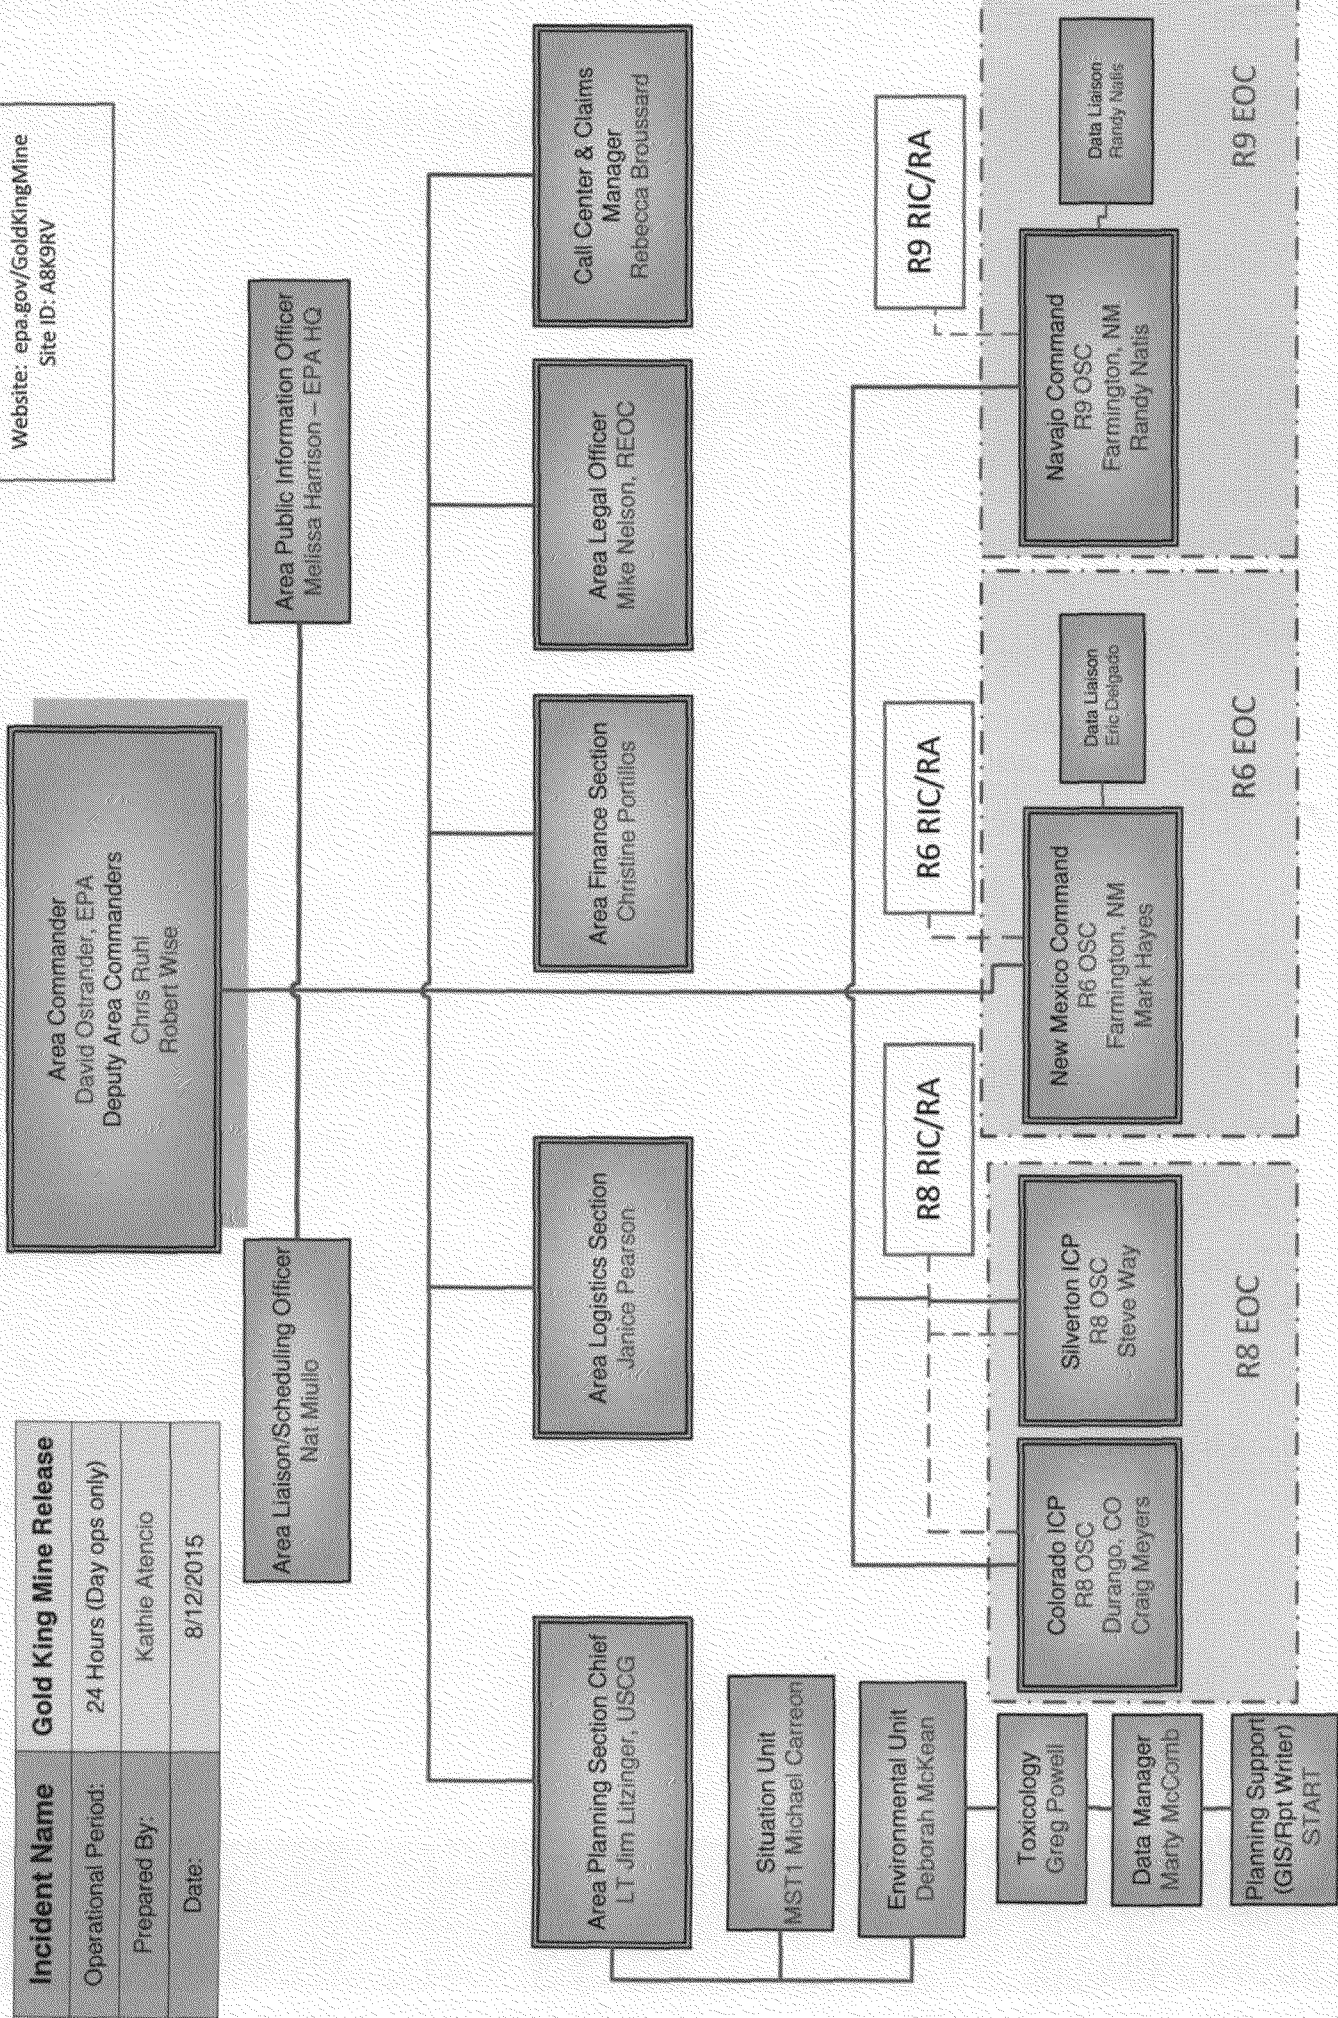 Incident Name
Gold King Mine Release
Operational Period:
24 Hours (Day ops only)
Prepared By:
Kathie Atencio
Date:
8/12/2015
Area Commander
David Ostrander, EPA
Deputy Area Commanders
Chris Ruhl
Robert Wise
Website: epa.gov/GoldKingMine
Site ID: A8K9RV
Area Liaison/Scheduling Officer
Nat Miullo
Area Public Information Officer
Melissa Harrison – EPA HQ
Area Planning Section Chief
LT Jim Litzinger, USCG
Area Logistics Section
Janice Pearson
Area Finance Section
Christine Portillos
Area Legal Officer
Mike Nelson, REOC
Call Center & Claims
Manager
Rebecca Broussard
Situation Unit
MST1 Michael Carreon
Environmental Unit
Deborah McKean
Toxicology
Greg Powell
Data Manager
Marty McComb
Planning Support
(GIS/Rpt Writer)
START
R8 RIC/RA
R6 RIC/RA
R9 RIC/RA
Colorado ICP
R8 OSC
Durango, CO
Craig Meyers
Silverton ICP
R8 OSC
Steve Way
R8 EOC
New Mexico Command
R6 OSC
Farmington, NM
Mark Hayes
Data Liaison
Eric Delgado
R6 EOC
Navajo Command
R9 OSC
Farmington, NM
Randy Natis
Data Liaison
Randy Natis
R9 EOC